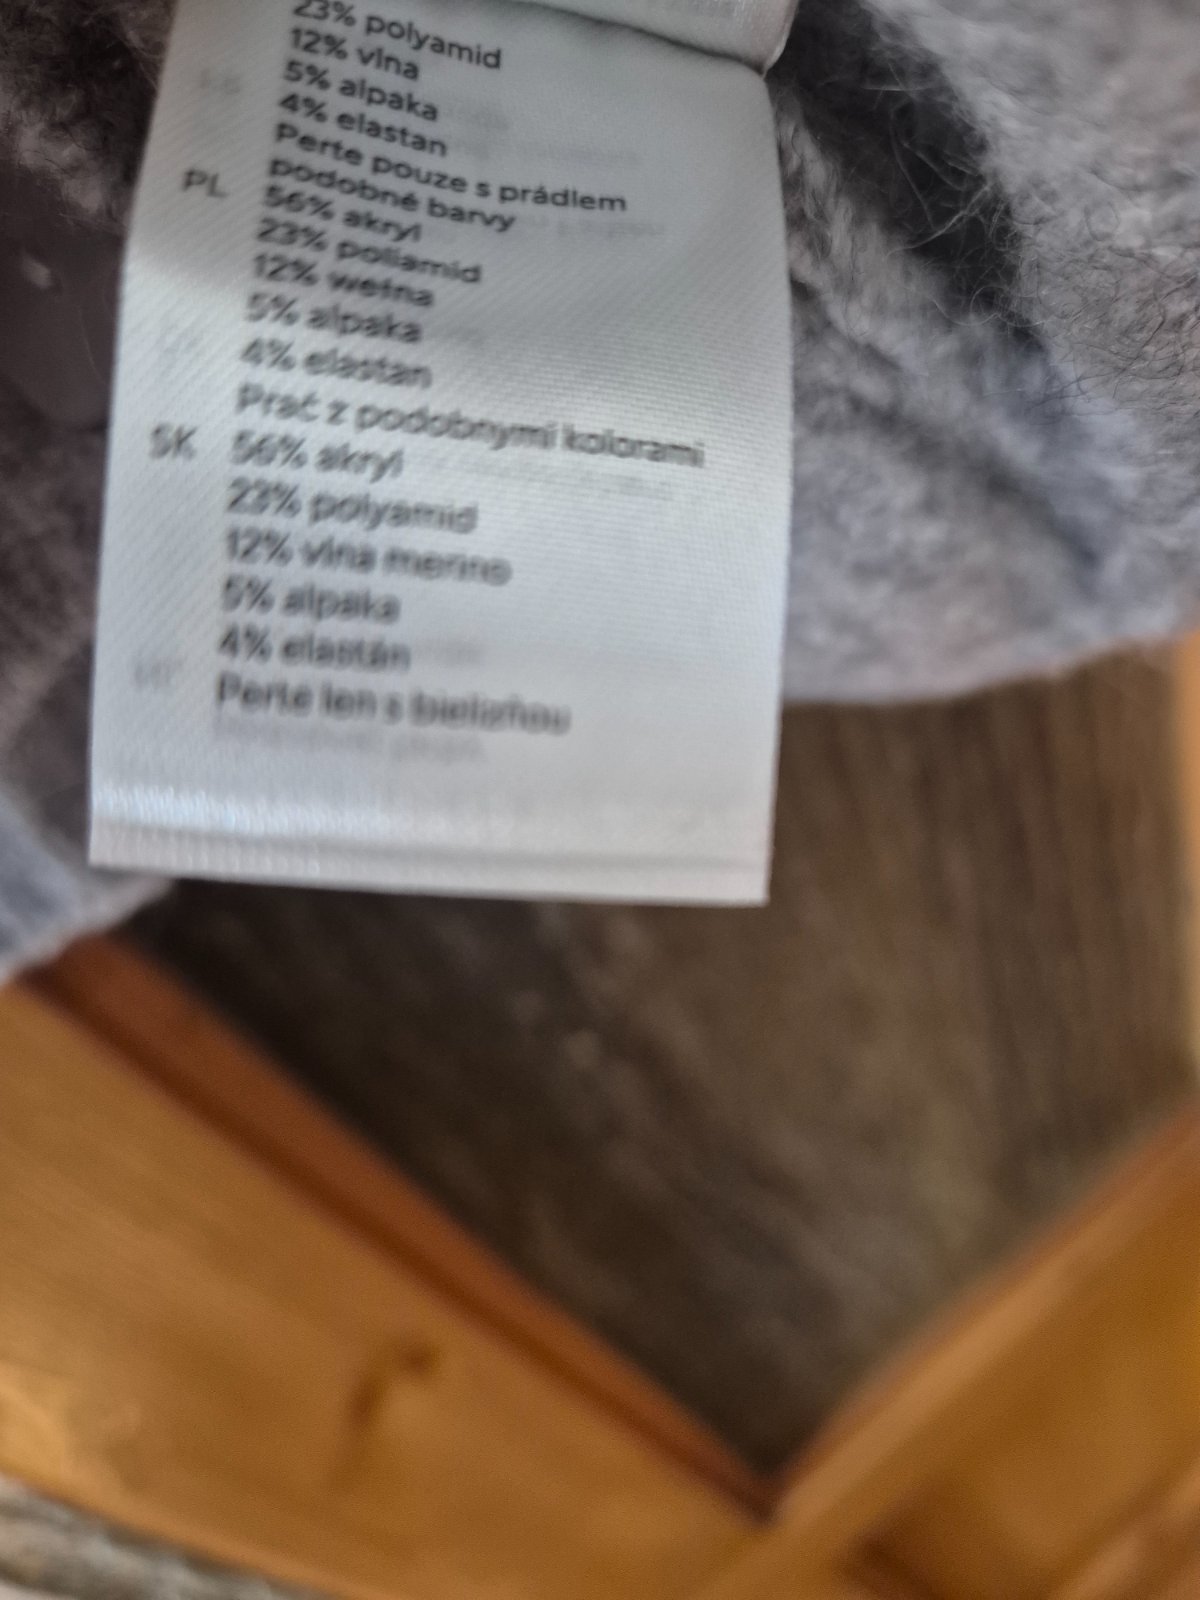 23% polyamid
12% vlna
5% alpaka
4% elastan
Perte pouze s prádlem
podobné barvy
PL 56% akryl
23% poliamid
12% wełna
5% alpaka
4% elastan
Prać z podobnymi kolorami
SK 56% akryl
23% polyamid
12% vlna merino
5% alpaka
4% elastán
Perte len s bielizňou